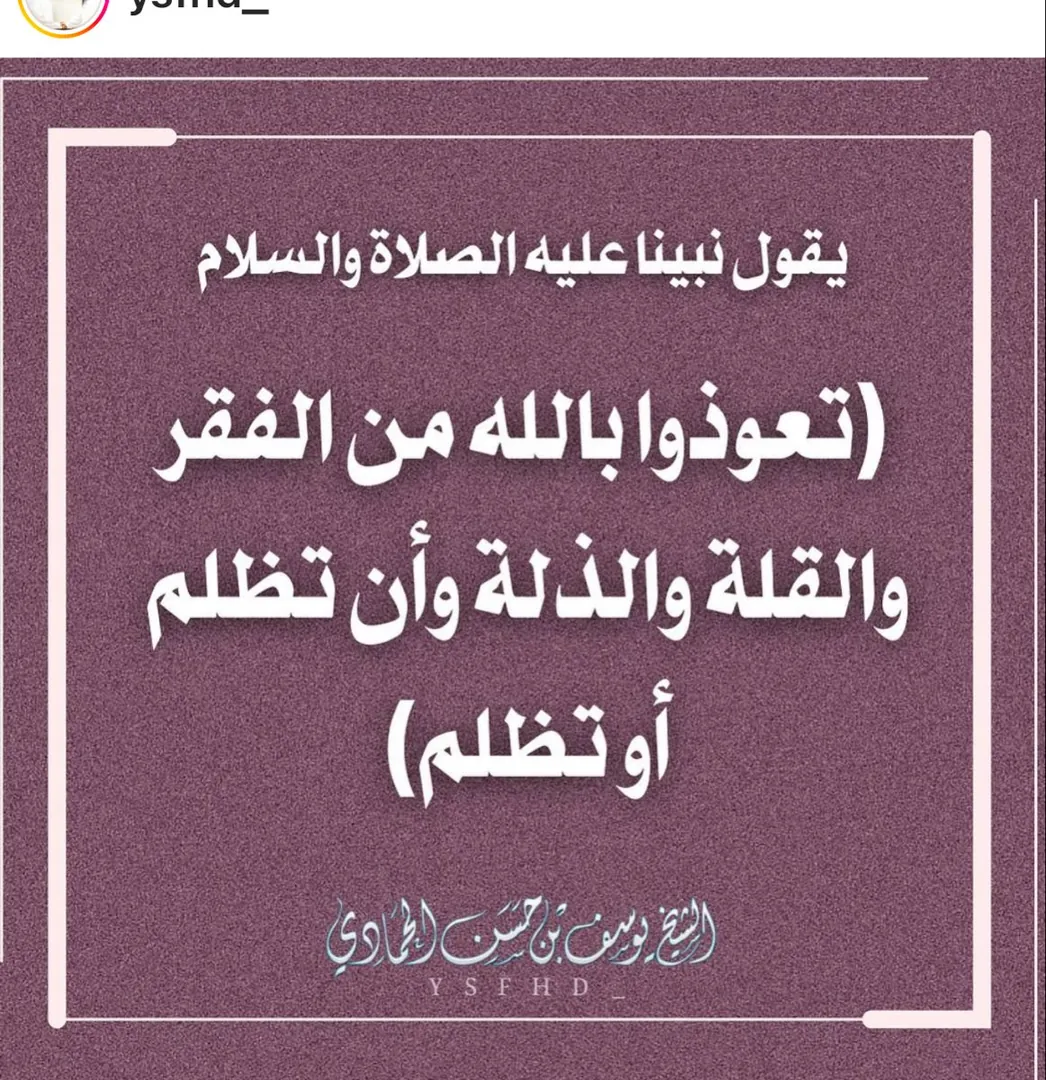 ysfhd_
يقول نبينا عليه الصلاة والسلام
(تعوذوا بالله من الفقر
والقلة والذلة وأن تظلم
أو تظلم)
الشيخ يوسف بن حسن الحمادي
YSFHD_